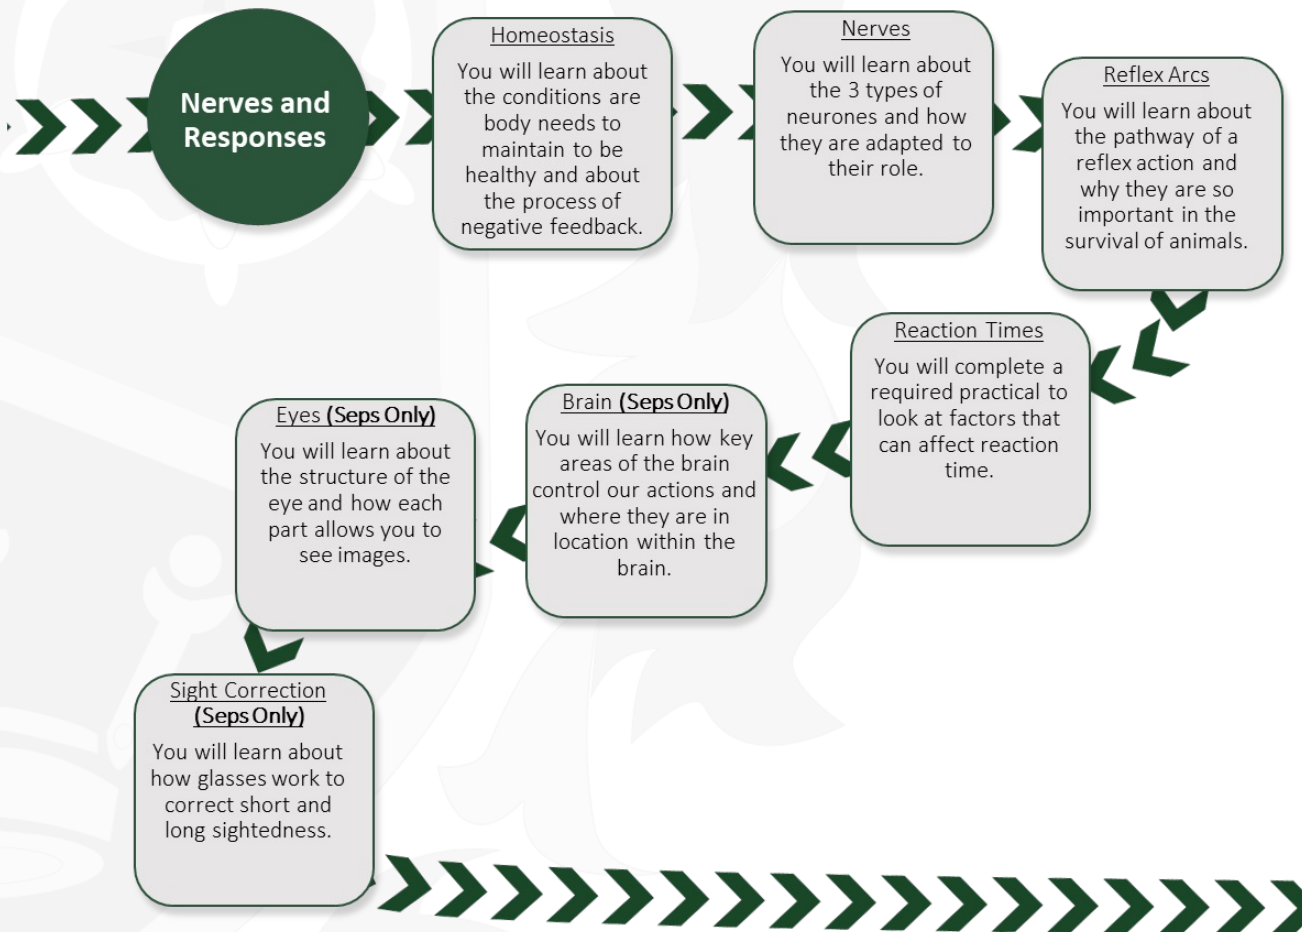 Nerves and
Responses
Homeostasis
You will learn about
the conditions are
body needs to
maintain to be
healthy and about
the process of
negative feedback.
Nerves
You will learn about
the 3 types of
neurones and how
they are adapted to
their role.
Reflex Arcs
You will learn about
the pathway of a
reflex action and
why they are so
important in the
survival of animals.
Reaction Times
You will complete a
required practical to
look at factors that
can affect reaction
time.
Brain (Seps Only)
You will learn how key
areas of the brain
control our actions and
where they are in
location within the
brain.
Eyes (Seps Only)
You will learn about
the structure of the
eye and how each
part allows you to
see images.
Sight Correction
(Seps Only)
You will learn about
how glasses work to
correct short and
long sightedness.